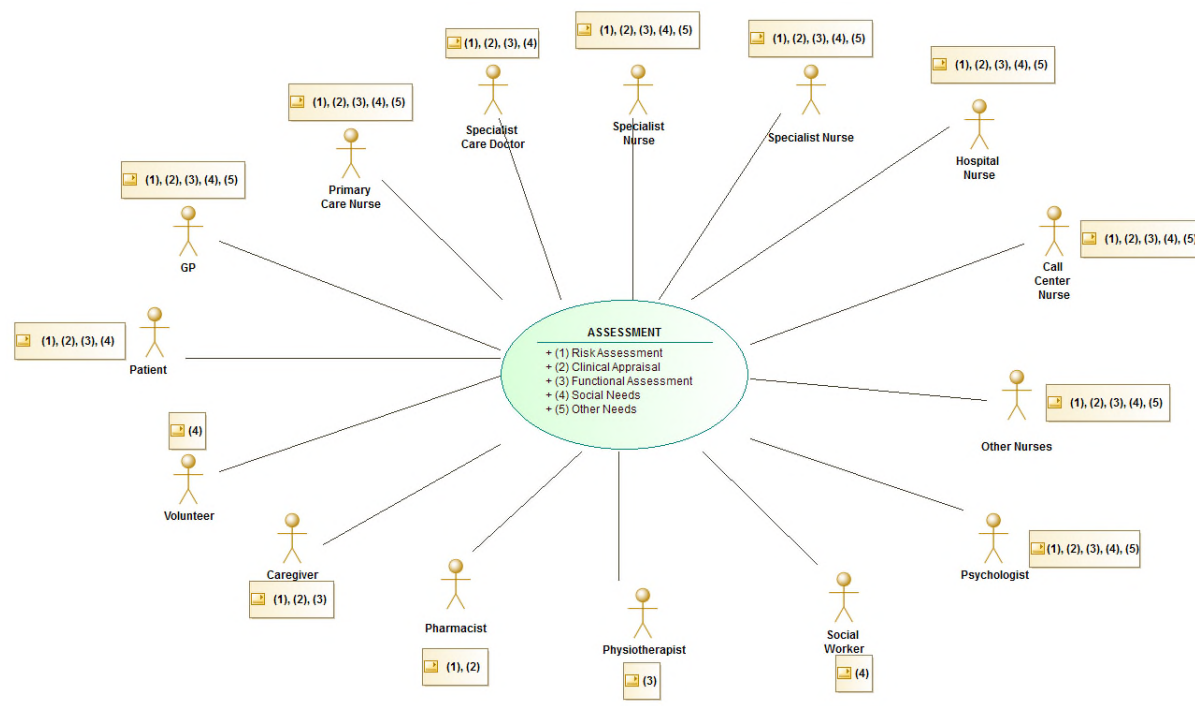 (1), (2), (3), (4)
Specialist
Care Doctor
(1), (2), (3), (4), (5)
Specialist
Nurse
(1), (2), (3), (4), (5)
Specialist Nurse
(1), (2), (3), (4), (5)
Hospital
Nurse
(1), (2), (3), (4), (5)
Primary
Care Nurse
(1), (2), (3), (4), (5)
GP
(1), (2), (3), (4), (5)
Call
Center
Nurse
(1), (2), (3), (4)
Patient
ASSESSMENT
+ (1) Risk Assessment
+ (2) Clinical Appraisal
+ (3) Functional Assessment
+ (4) Social Needs
+ (5) Other Needs
(1), (2), (3), (4), (5)
Other Nurses
(4)
Volunteer
(1), (2), (3), (4), (5)
Psychologist
Caregiver
(1), (2), (3)
Pharmacist
(1), (2)
Physiotherapist
(3)
Social
Worker
(4)